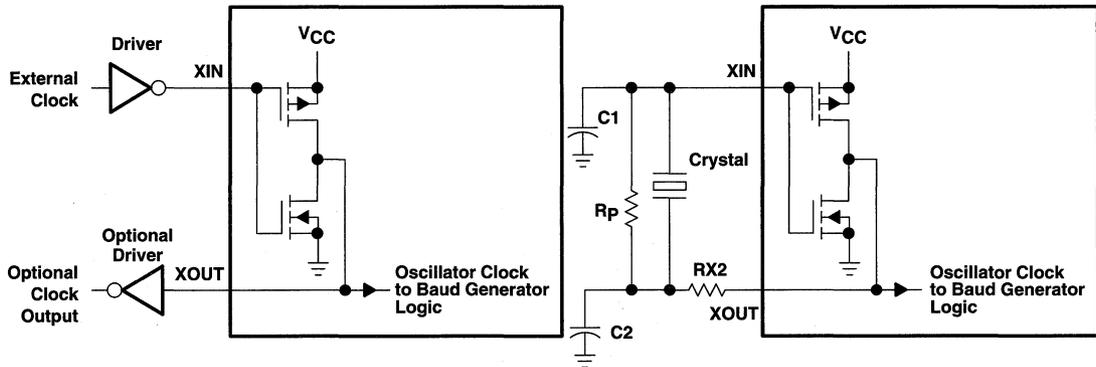 Driver
External
Clock
XIN
VCC
Optional
Driver
Optional
Clock
Output
XOUT
Oscillator Clock
to Baud Generator
Logic
XIN
VCC
C1
Crystal
RP
RX2
XOUT
C2
Oscillator Clock
to Baud Generator
Logic